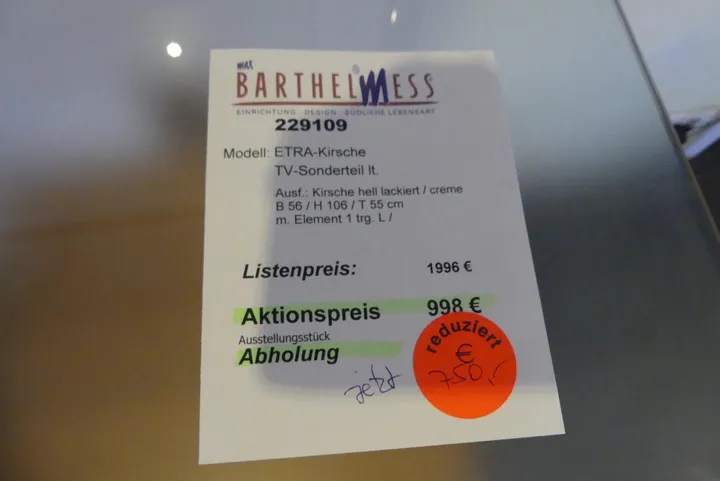 max
BARTHELMESS
EINRICHTUNG · DESIGN · SÜDLICHE LEBENSART
229109
Modell: ETRA-Kirsche
TV-Sonderteil lt.
Ausf.: Kirsche hell lackiert / creme
B 56 / H 106 / T 55 cm
m. Element 1 trg. L /
Listenpreis: 1996 €
Aktionspreis 998 €
Ausstellungsstück
Abholung
reduziert
€
jetzt 750,-